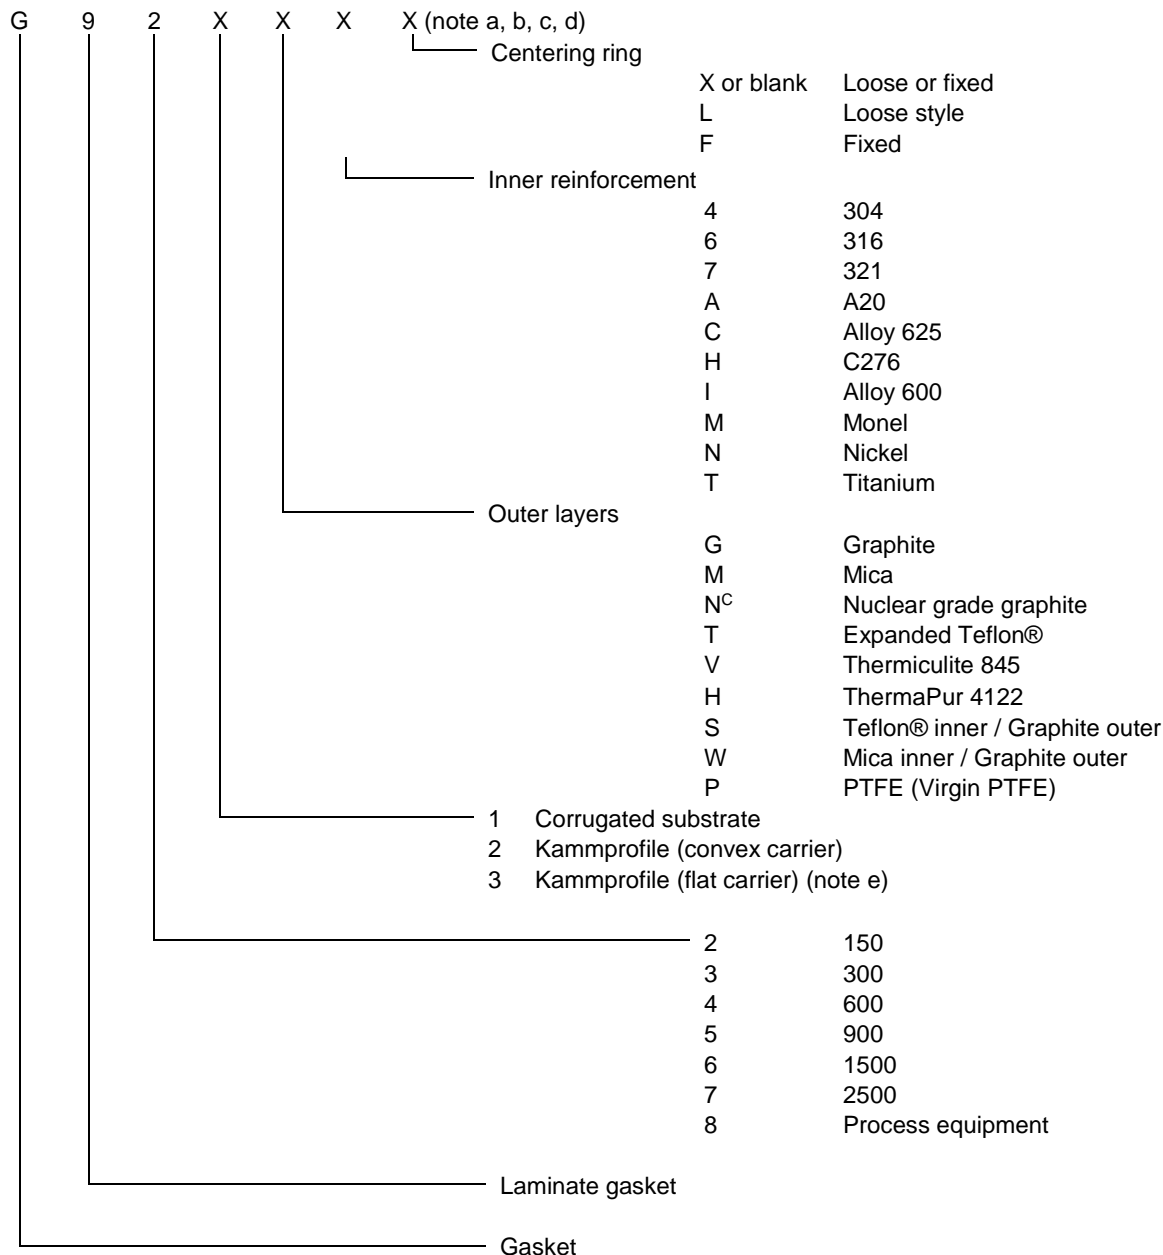 G 9 2 X X X X (note a, b, c, d)
Centering ring
X or blank Loose or fixed
L Loose style
F Fixed
Inner reinforcement
4 304
6 316
7 321
A A20
C Alloy 625
H C276
I Alloy 600
M Monel
N Nickel
T Titanium
Outer layers
G Graphite
M Mica
Nᶜ Nuclear grade graphite
T Expanded Teflon®
V Thermiculite 845
H ThermaPur 4122
S Teflon® inner / Graphite outer
W Mica inner / Graphite outer
P PTFE (Virgin PTFE)
1 Corrugated substrate
2 Kammprofile (convex carrier)
3 Kammprofile (flat carrier) (note e)
2 150
3 300
4 600
5 900
6 1500
7 2500
8 Process equipment
Laminate gasket
Gasket